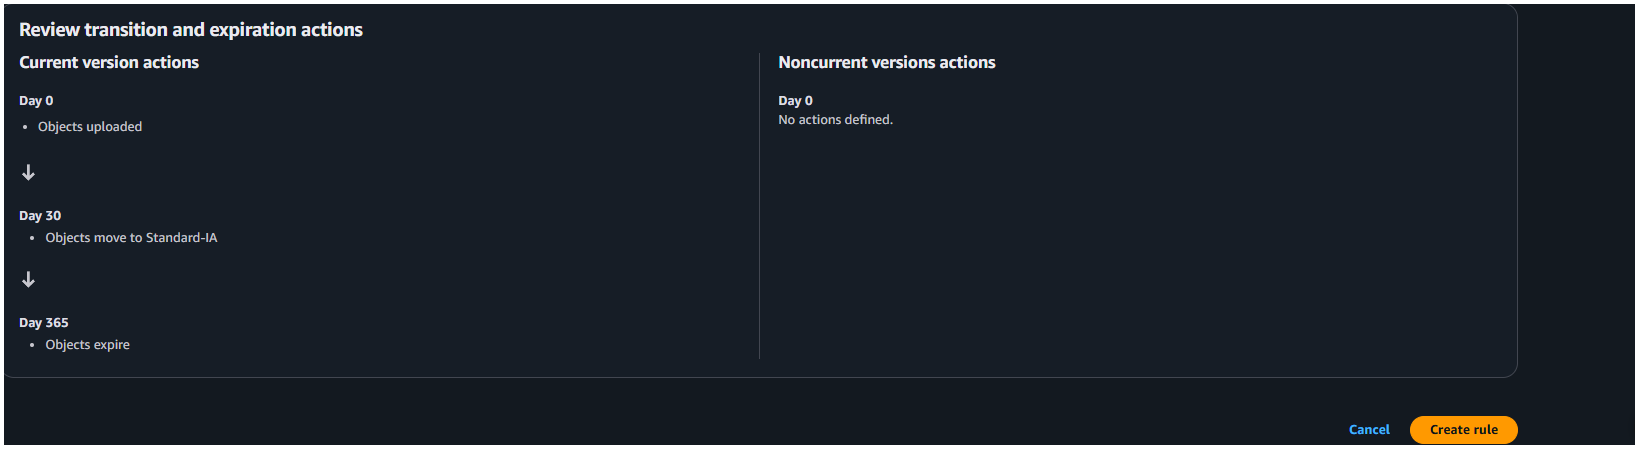 Review transition and expiration actions
Current version actions
Day 0
Objects uploaded
Day 30
Objects move to Standard-IA
Day 365
Objects expire
Noncurrent versions actions
Day 0
No actions defined.
Cancel
Create rule